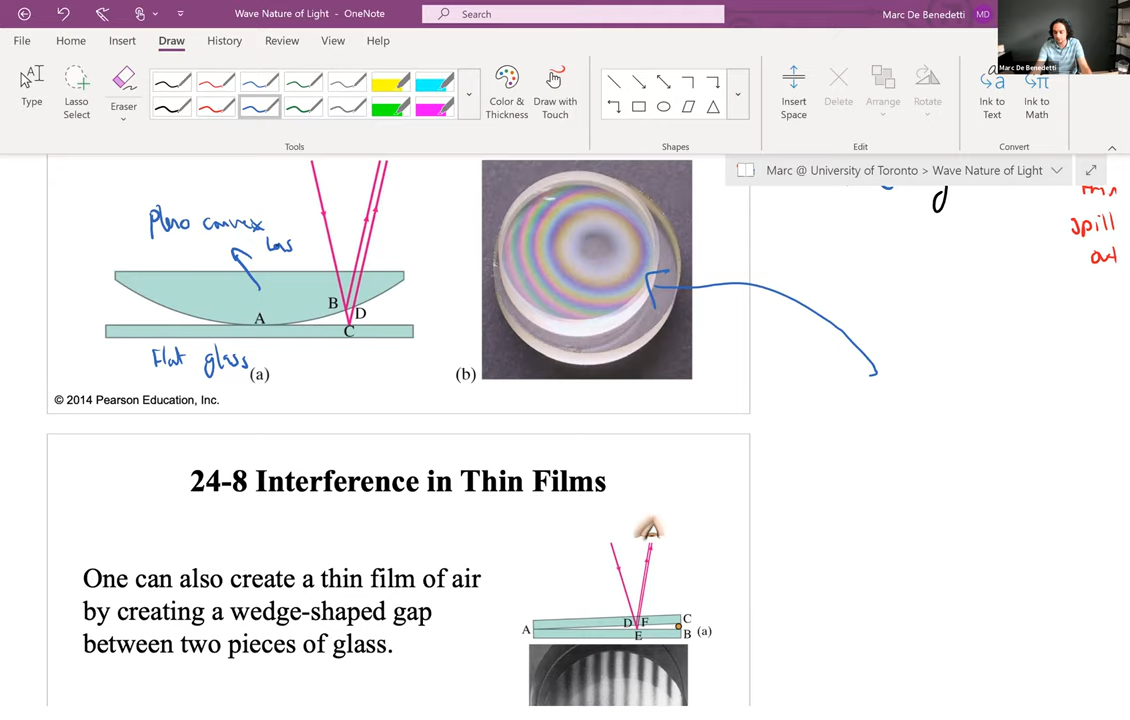 Wave Nature of Light - OneNote
Search
Marc De Benedetti
MD
File
Home
Insert
Draw
History
Review
View
Help
Marc De Benedetti
Type
Lasso
Select
Eraser
Color &
Thickness
Draw with
Touch
Insert
Space
Delete
Arrange
Rotate
Ink to
Text
Ink to
Math
Tools
Shapes
Edit
Convert
Marc @ University of Toronto > Wave Nature of Light
spill
out
Plano convex
lens
B
D
A
C
Flat glass
(a)
(b)
© 2014 Pearson Education, Inc.
24-8 Interference in Thin Films
One can also create a thin film of air
by creating a wedge-shaped gap
between two pieces of glass.
A
D
F
C
E
B
(a)